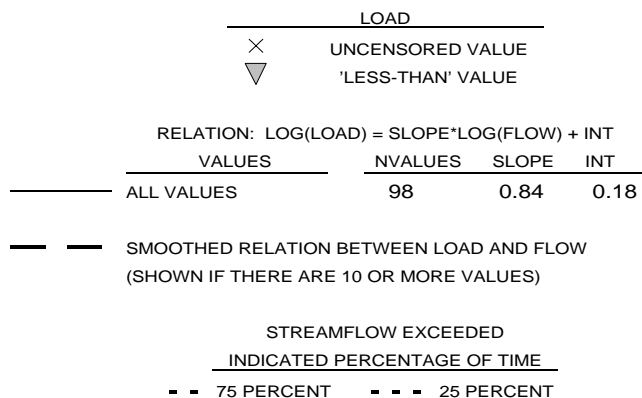 LOAD
UNCENSORED VALUE
'LESS-THAN' VALUE
RELATION: LOG(LOAD) = SLOPE*LOG(FLOW) + INT
VALUES NVALUES SLOPE INT
ALL VALUES 98 0.84 0.18
SMOOTHED RELATION BETWEEN LOAD AND FLOW
(SHOWN IF THERE ARE 10 OR MORE VALUES)
STREAMFLOW EXCEEDED
INDICATED PERCENTAGE OF TIME
75 PERCENT 25 PERCENT